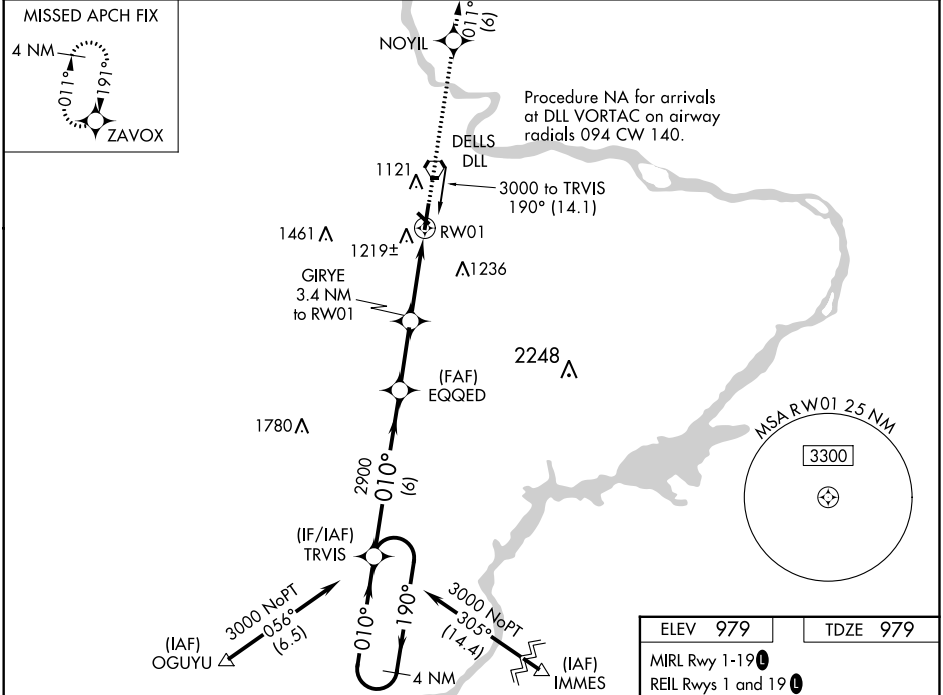 MISSED APCH FIX
4 NM
011°
191°
ZAVOX
011°
(6)
NOYIL
Procedure NA for arrivals
at DLL VORTAC on airway
radials 094 CW 140.
DELLS
DLL
1121
3000 to TRVIS
190° (14.1)
1461
1219±
RW01
1236
GIRYE
3.4 NM
to RW01
2248
(FAF)
EQQED
1780
MSA RW01 25 NM
3300
2900
010°
(6)
(IF/IAF)
TRVIS
3000 NoPT
056°
(6.5)
(IAF)
OGUYU
010°
190°
4 NM
3000 NoPT
305°
(14.4)
(IAF)
IMMES
ELEV 979
TDZE 979
MIRL Rwy 1-19 L
REIL Rwys 1 and 19 L